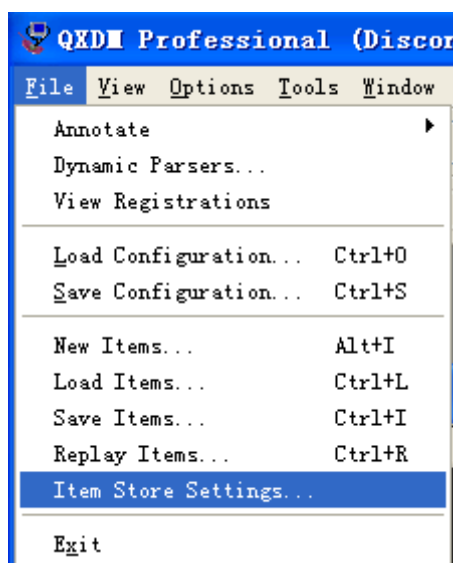 QXDM Professional (Discor
File View Options Tools Window
Annotate
Dynamic Parsers...
View Registrations
Load Configuration... Ctrl+O
Save Configuration... Ctrl+S
New Items... Alt+I
Load Items... Ctrl+L
Save Items... Ctrl+I
Replay Items... Ctrl+R
Item Store Settings...
Exit